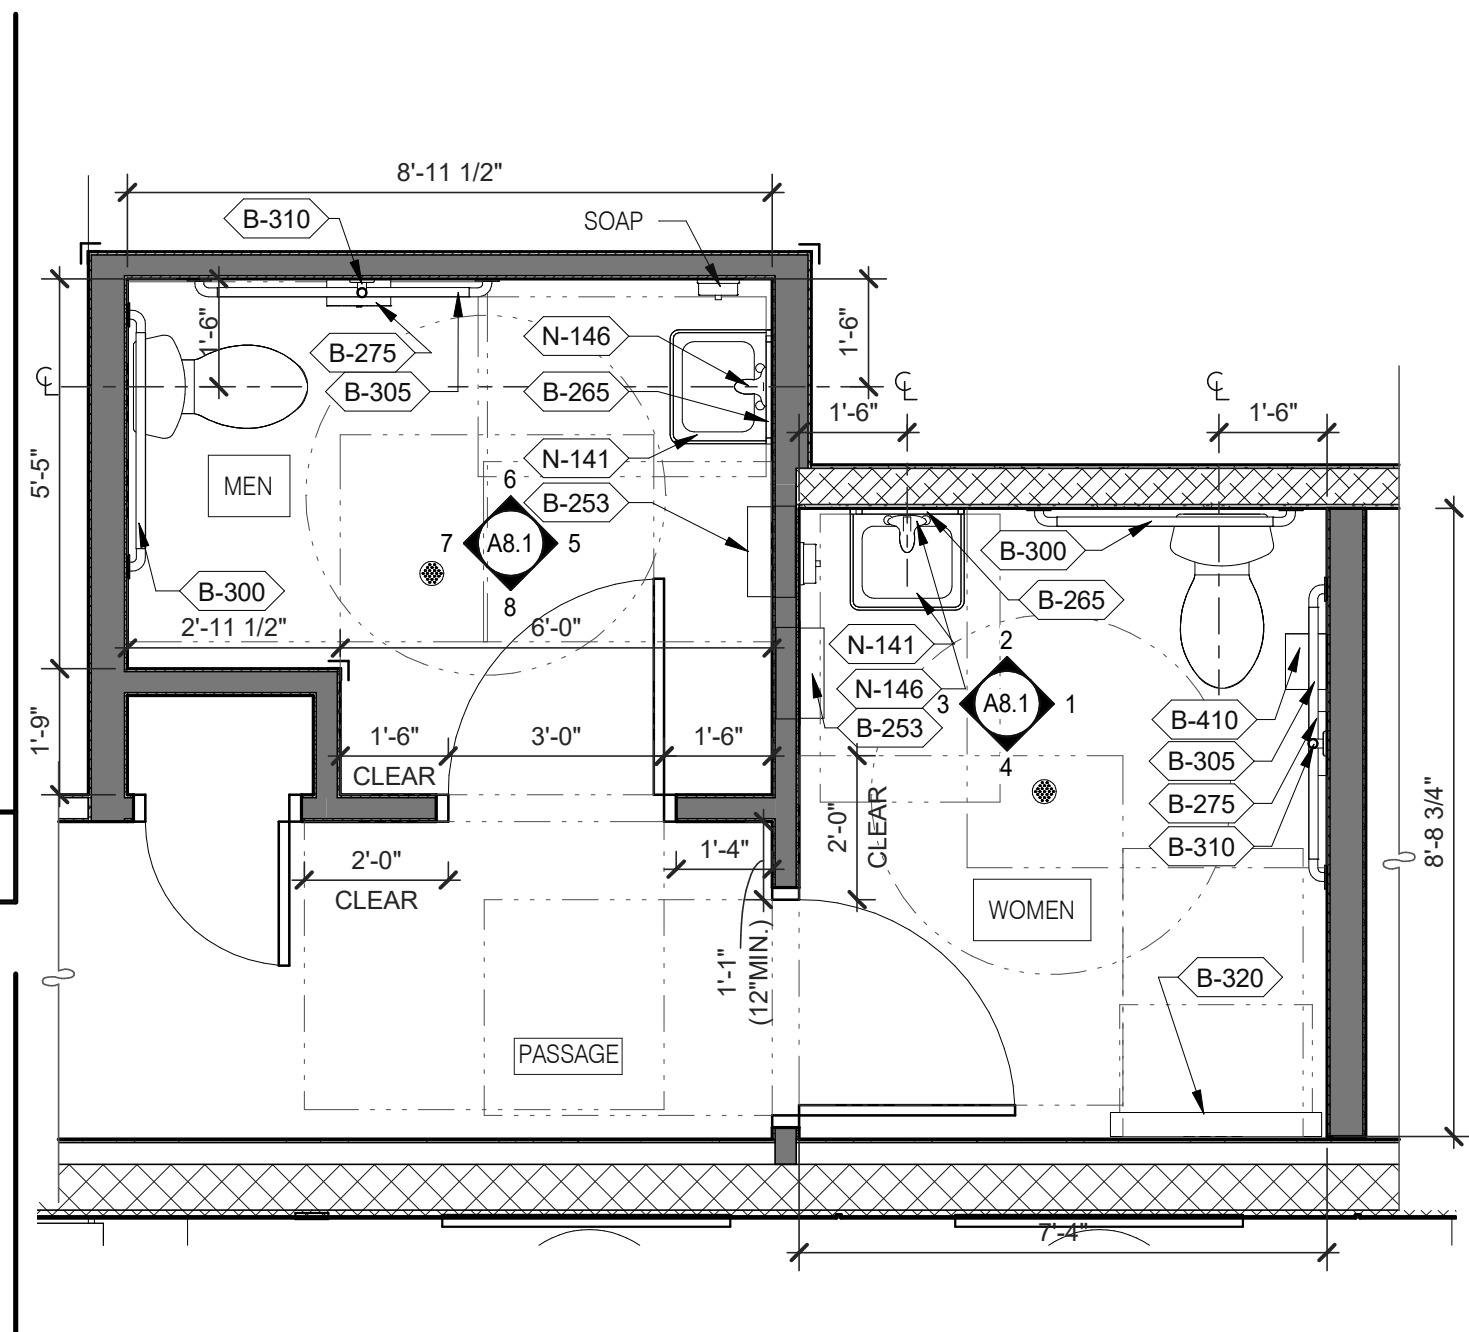 8'-11 1/2"
B-310
SOAP
1'-6"
N-146
B-275
B-305
B-265
1'-6"
1'-6"
1'-6"
5'-5"
MEN
N-141
B-253
6
7
A8.1
5
8
B-300
B-300
B-265
2'-11 1/2"
6'-0"
N-141
2
N-146
3
A8.1
1
B-410
B-253
4
B-305
B-275
B-310
1'-9"
1'-6"
CLEAR
3'-0"
1'-6"
2'-0"
CLEAR
8'-8 3/4"
2'-0"
CLEAR
1'-4"
WOMEN
1'-1"
(12"MIN.)
B-320
PASSAGE
7'-4"